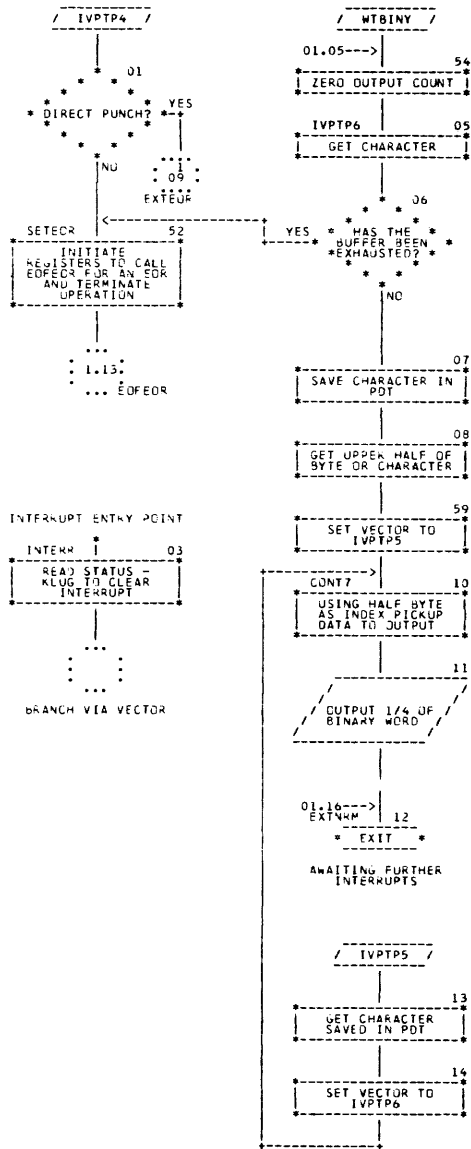 / IVPTP4 /
01
DIRECT PUNCH?
YES
NO
1
09
EXTEOR
SETEOR 52
INITIATE
REGISTERS TO CALL
EOFEOR FOR AN EOR
AND TERMINATE
OPERATION
1.13
EOFEOR
INTERRUPT ENTRY POINT
INTERR 03
READ STATUS -
KLUG TO CLEAR
INTERRUPT
BRANCH VIA VECTOR
/ WTBINY /
01.05--->
54
ZERO OUTPUT COUNT
IVPTP6 05
GET CHARACTER
06
HAS THE
BUFFER BEEN
EXHAUSTED?
YES
NO
07
SAVE CHARACTER IN
PDT
08
GET UPPER HALF OF
BYTE OR CHARACTER
59
SET VECTOR TO
IVPTP5
CONT7 10
USING HALF BYTE
AS INDEX PICKUP
DATA TO OUTPUT
11
OUTPUT 1/4 OF
BINARY WORD
01.16--->
EXTNRM 12
* EXIT *
AWAITING FURTHER
INTERRUPTS
/ IVPTP5 /
13
GET CHARACTER
SAVED IN PDT
14
SET VECTOR TO
IVPTP6